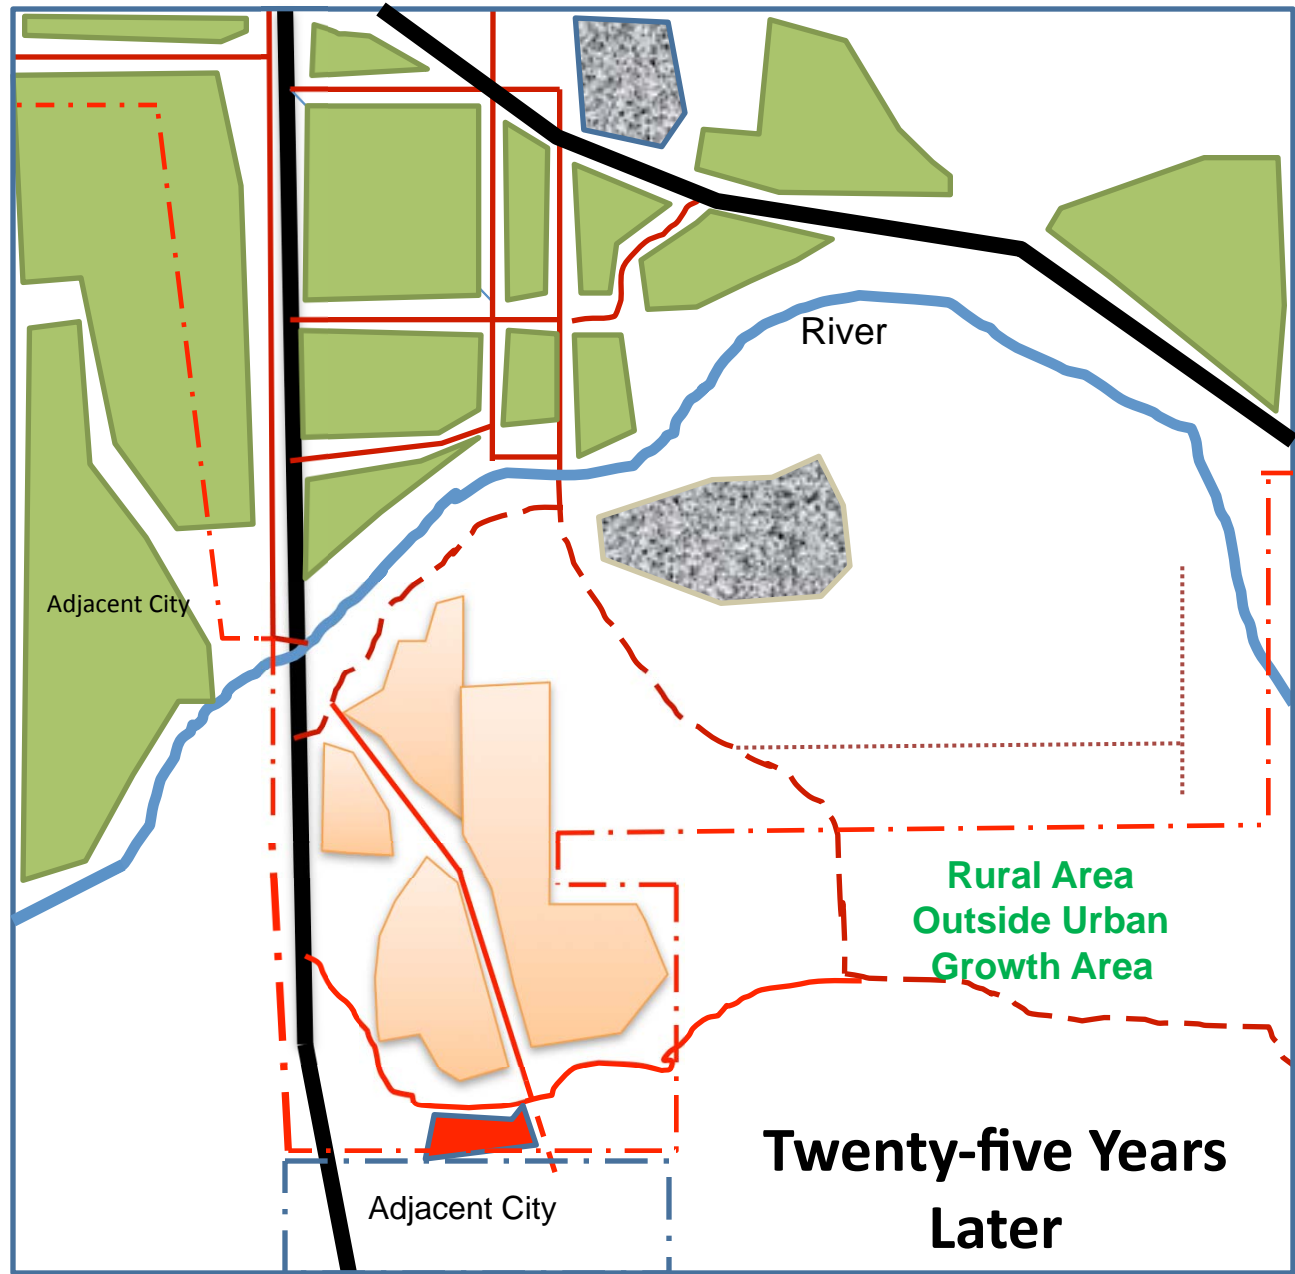 River
Adjacent City
Rural Area
Outside Urban
Growth Area
Twenty-five Years
Later
Adjacent City